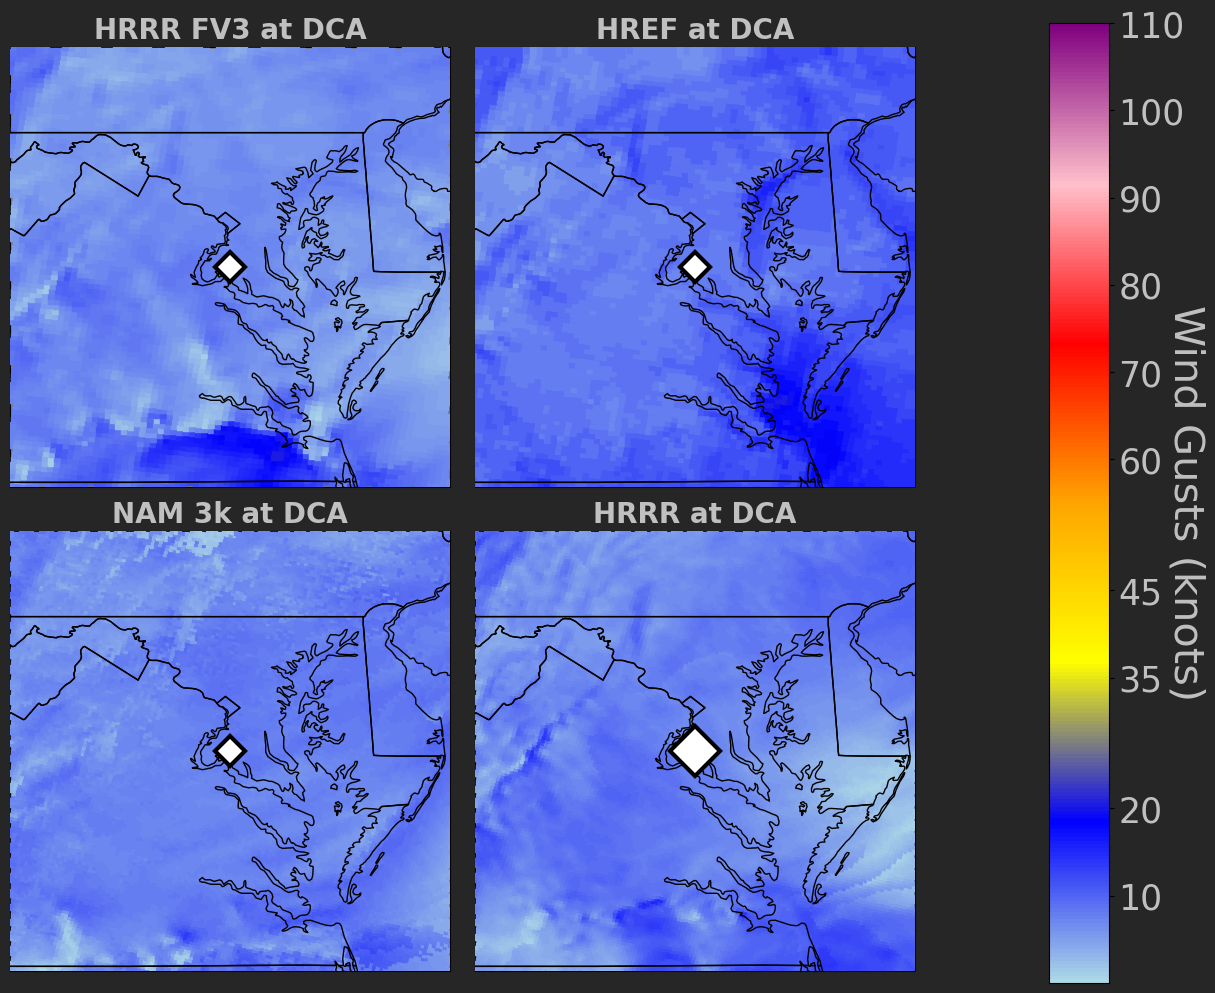 HRRR FV3 at DCA
HREF at DCA
NAM 3k at DCA
HRRR at DCA
110
100
90
80
70
60
45
35
20
10
Wind Gusts (knots)